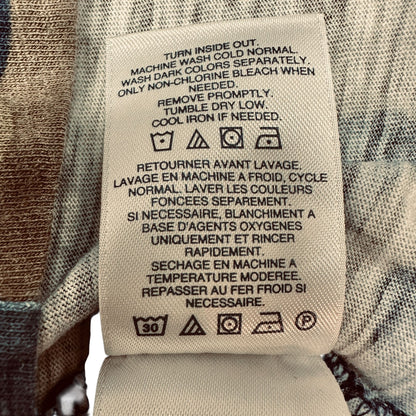 TURN INSIDE OUT.
MACHINE WASH COLD NORMAL.
WASH DARK COLORS SEPARATELY.
ONLY NON-CHLORINE BLEACH WHEN
NEEDED.
REMOVE PROMPTLY.
TUMBLE DRY LOW.
COOL IRON IF NEEDED.
RETOURNER AVANT LAVAGE.
LAVAGE EN MACHINE A FROID, CYCLE
NORMAL. LAVER LES COULEURS
FONCEES SEPAREMENT.
SI NECESSAIRE, BLANCHIMENT A
BASE D'AGENTS OXYGENES
UNIQUEMENT ET RINCER
RAPIDEMENT.
SECHAGE EN MACHINE A
TEMPERATURE MODEREE.
REPASSER AU FER FROID SI
NECESSAIRE.
30 P